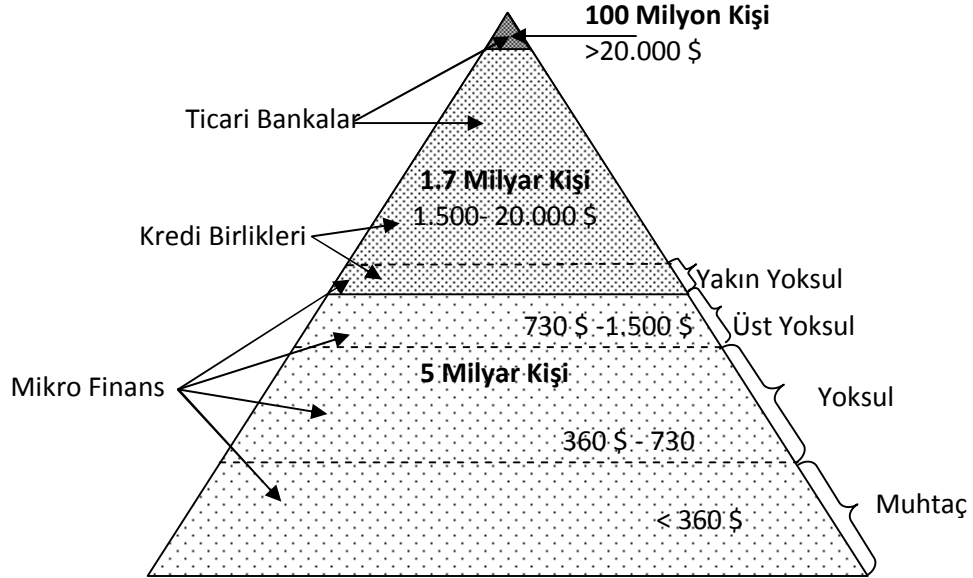 100 Milyon Kişi
>20.000 $
Ticari Bankalar
1.7 Milyar Kişi
1.500- 20.000 $
Kredi Birlikleri
Yakın Yoksul
730 $ -1.500 $
Üst Yoksul
Mikro Finans
5 Milyar Kişi
Yoksul
360 $ - 730
Muhtaç
< 360 $